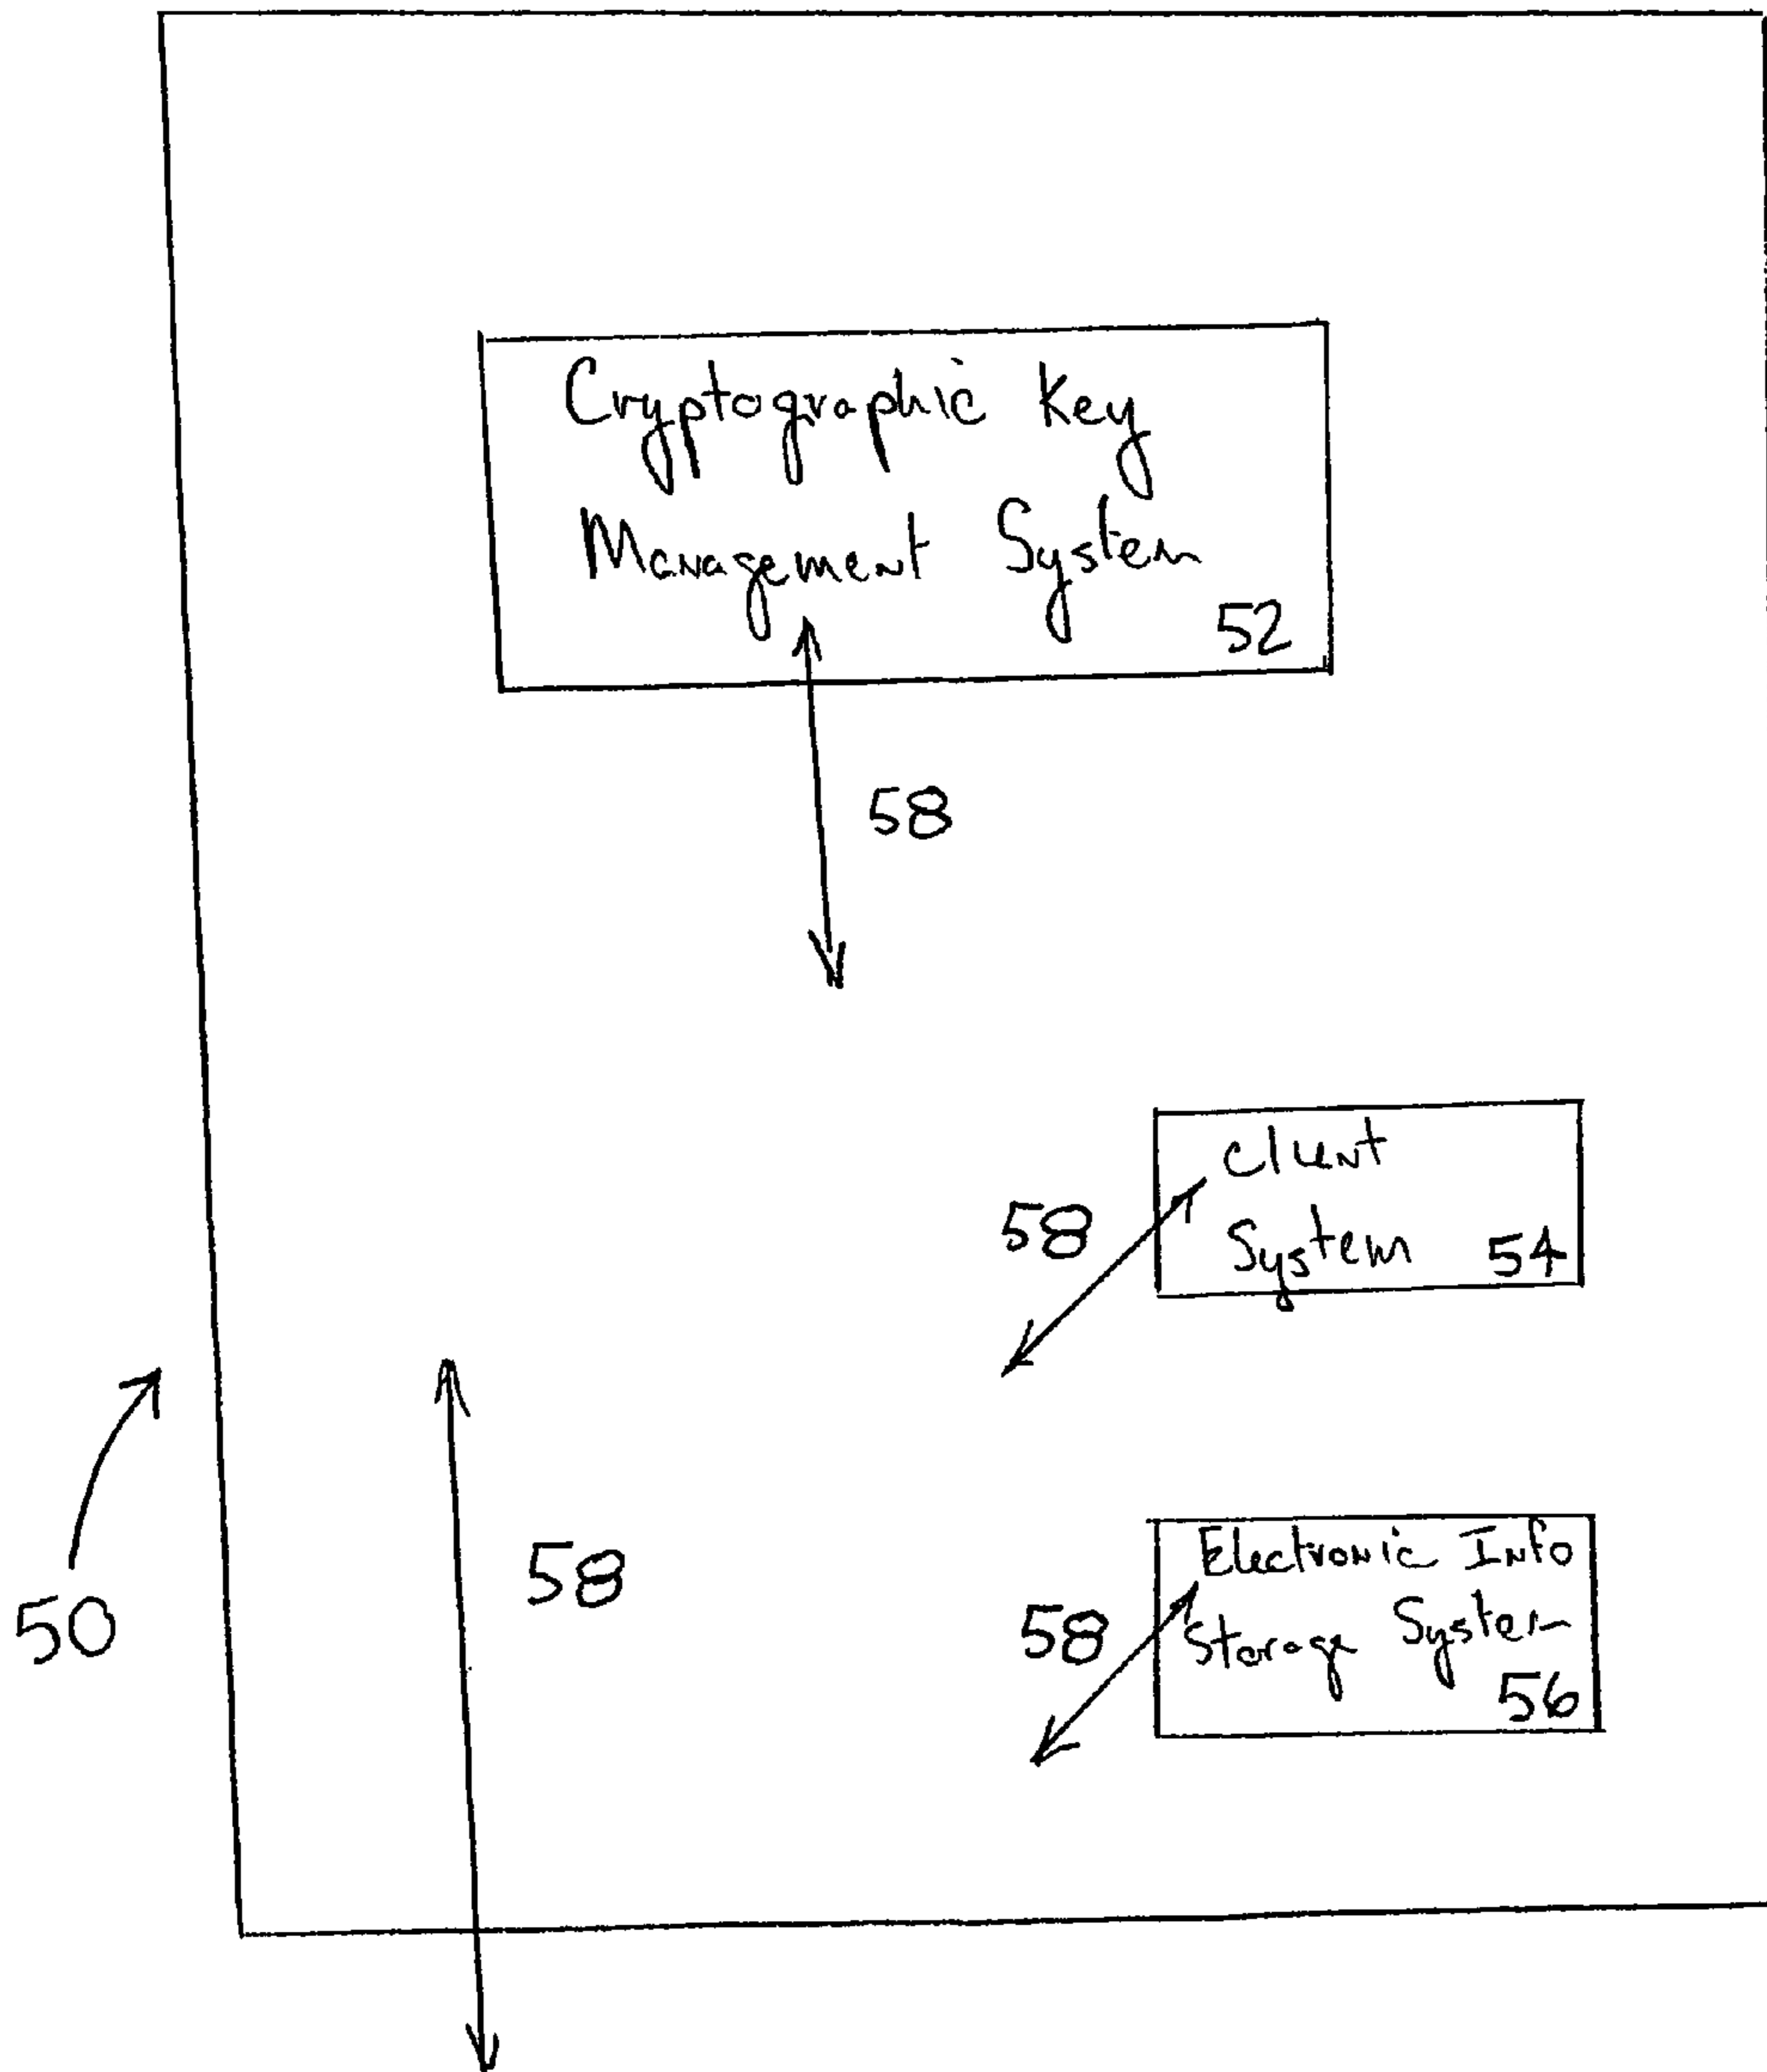 Cryptographic Key
Management System
52
58
Client
System 54
58
50
58
Electronic Info
Storage System
56
58